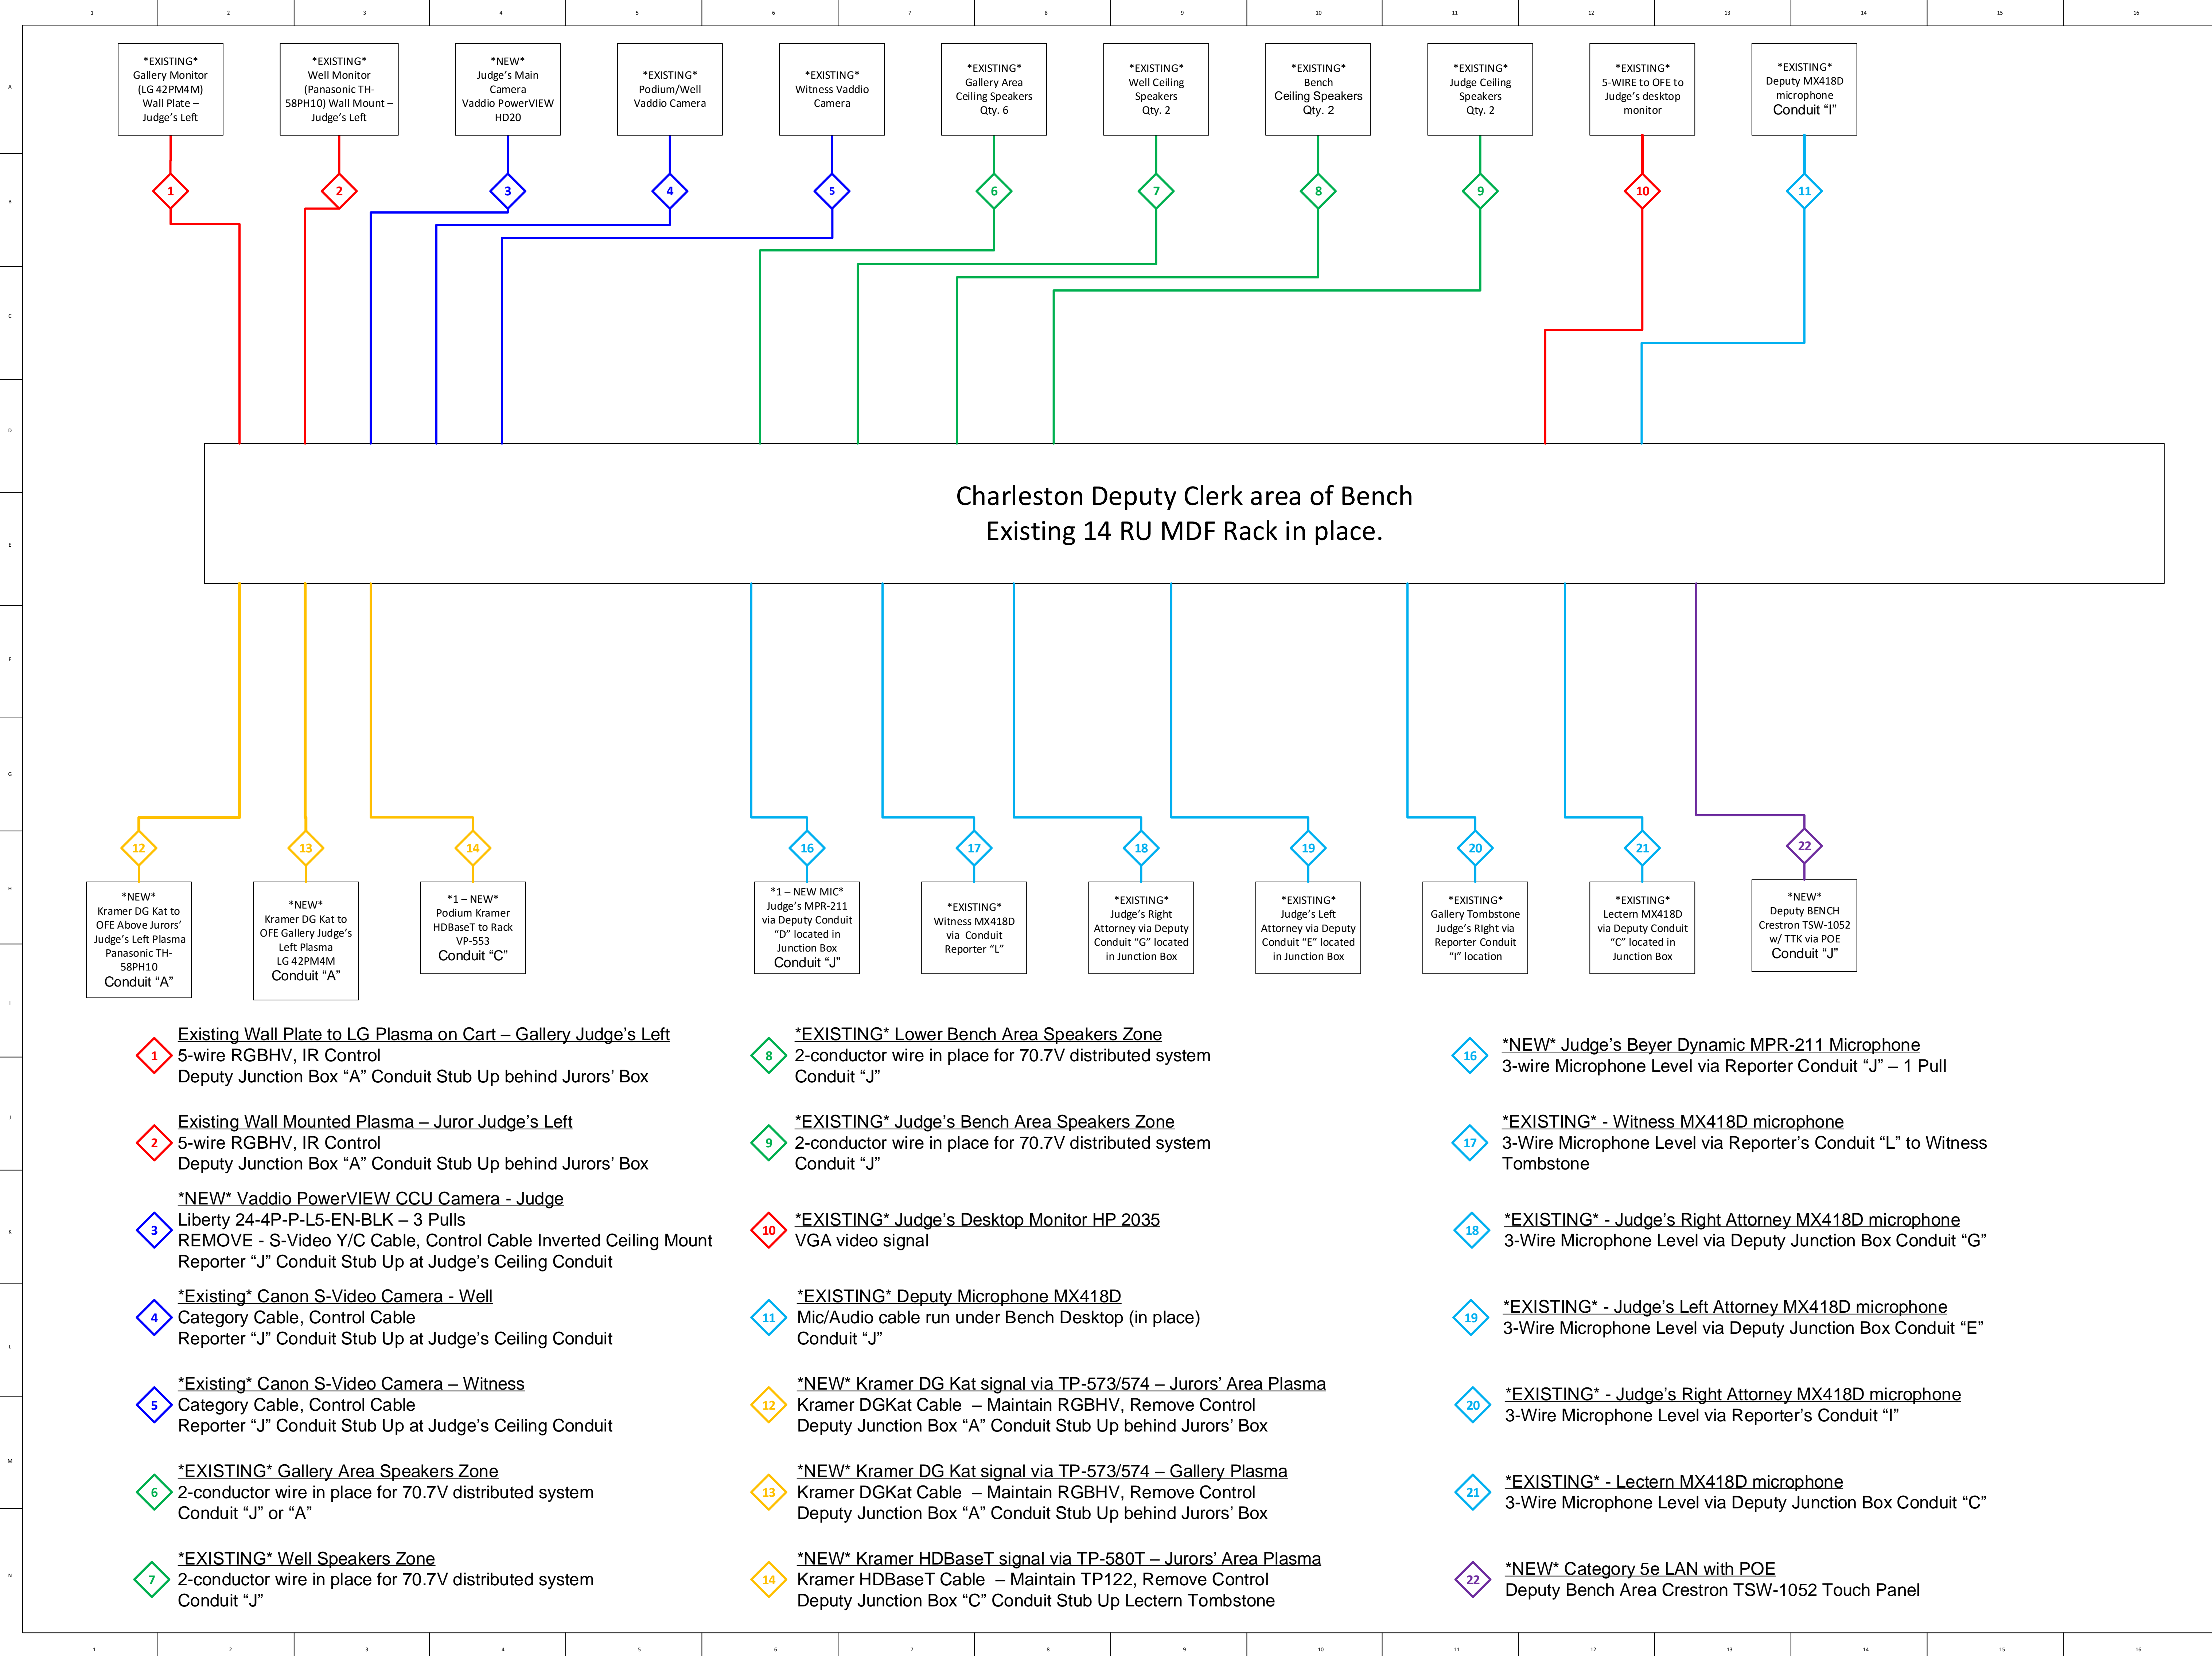 1 2 3 4 5 6 7 8 9 10 11 12 13 14 15 16
A
B
C
D
E
F
G
H
I
J
K
L
M
N
*EXISTING*
Gallery Monitor
(LG 42PM4M)
Wall Plate –
Judge’s Left
*EXISTING*
Well Monitor
(Panasonic TH-
58PH10) Wall Mount –
Judge’s Left
*NEW*
Judge’s Main
Camera
Vaddio PowerVIEW
HD20
*EXISTING*
Podium/Well
Vaddio Camera
*EXISTING*
Witness Vaddio
Camera
*EXISTING*
Gallery Area
Ceiling Speakers
Qty. 6
*EXISTING*
Well Ceiling
Speakers
Qty. 2
*EXISTING*
Bench
Ceiling Speakers
Qty. 2
*EXISTING*
Judge Ceiling
Speakers
Qty. 2
*EXISTING*
5-WIRE to OFE to
Judge’s desktop
monitor
*EXISTING*
Deputy MX418D
microphone
Conduit “I”
1
2
3
4
5
6
7
8
9
10
11
Charleston Deputy Clerk area of Bench
Existing 14 RU MDF Rack in place.
12
13
14
16
17
18
19
20
21
22
*NEW*
Kramer DG Kat to
OFE Above Jurors’
Judge’s Left Plasma
Panasonic TH-
58PH10
Conduit “A”
*NEW*
Kramer DG Kat to
OFE Gallery Judge’s
Left Plasma
LG 42PM4M
Conduit “A”
*1 – NEW*
Podium Kramer
HDBaseT to Rack
VP-553
Conduit “C”
*1 – NEW MIC*
Judge’s MPR-211
via Deputy Conduit
“D” located in
Junction Box
Conduit “J”
*EXISTING*
Witness MX418D
via Conduit
Reporter “L”
*EXISTING*
Judge’s Right
Attorney via Deputy
Conduit “G” located
in Junction Box
*EXISTING*
Judge’s Left
Attorney via Deputy
Conduit “E” located
in Junction Box
*EXISTING*
Gallery Tombstone
Judge’s RIght via
Reporter Conduit
“I” location
*EXISTING*
Lectern MX418D
via Deputy Conduit
“C” located in
Junction Box
*NEW*
Deputy BENCH
Crestron TSW-1052
w/ TTK via POE
Conduit “J”
1
Existing Wall Plate to LG Plasma on Cart – Gallery Judge’s Left
5-wire RGBHV, IR Control
Deputy Junction Box “A” Conduit Stub Up behind Jurors’ Box
2
Existing Wall Mounted Plasma – Juror Judge’s Left
5-wire RGBHV, IR Control
Deputy Junction Box “A” Conduit Stub Up behind Jurors’ Box
3
*NEW* Vaddio PowerVIEW CCU Camera - Judge
Liberty 24-4P-P-L5-EN-BLK – 3 Pulls
REMOVE - S-Video Y/C Cable, Control Cable Inverted Ceiling Mount
Reporter “J” Conduit Stub Up at Judge’s Ceiling Conduit
4
*Existing* Canon S-Video Camera - Well
Category Cable, Control Cable
Reporter “J” Conduit Stub Up at Judge’s Ceiling Conduit
5
*Existing* Canon S-Video Camera – Witness
Category Cable, Control Cable
Reporter “J” Conduit Stub Up at Judge’s Ceiling Conduit
6
*EXISTING* Gallery Area Speakers Zone
2-conductor wire in place for 70.7V distributed system
Conduit “J” or “A”
7
*EXISTING* Well Speakers Zone
2-conductor wire in place for 70.7V distributed system
Conduit “J”
8
*EXISTING* Lower Bench Area Speakers Zone
2-conductor wire in place for 70.7V distributed system
Conduit “J”
9
*EXISTING* Judge’s Bench Area Speakers Zone
2-conductor wire in place for 70.7V distributed system
Conduit “J”
10
*EXISTING* Judge’s Desktop Monitor HP 2035
VGA video signal
11
*EXISTING* Deputy Microphone MX418D
Mic/Audio cable run under Bench Desktop (in place)
Conduit “J”
12
*NEW* Kramer DG Kat signal via TP-573/574 – Jurors’ Area Plasma
Kramer DGKat Cable – Maintain RGBHV, Remove Control
Deputy Junction Box “A” Conduit Stub Up behind Jurors’ Box
13
*NEW* Kramer DG Kat signal via TP-573/574 – Gallery Plasma
Kramer DGKat Cable – Maintain RGBHV, Remove Control
Deputy Junction Box “A” Conduit Stub Up behind Jurors’ Box
14
*NEW* Kramer HDBaseT signal via TP-580T – Jurors’ Area Plasma
Kramer HDBaseT Cable – Maintain TP122, Remove Control
Deputy Junction Box “C” Conduit Stub Up Lectern Tombstone
16
*NEW* Judge’s Beyer Dynamic MPR-211 Microphone
3-wire Microphone Level via Reporter Conduit “J” – 1 Pull
17
*EXISTING* - Witness MX418D microphone
3-Wire Microphone Level via Reporter’s Conduit “L” to Witness
Tombstone
18
*EXISTING* - Judge’s Right Attorney MX418D microphone
3-Wire Microphone Level via Deputy Junction Box Conduit “G”
19
*EXISTING* - Judge’s Left Attorney MX418D microphone
3-Wire Microphone Level via Deputy Junction Box Conduit “E”
20
*EXISTING* - Judge’s Right Attorney MX418D microphone
3-Wire Microphone Level via Reporter’s Conduit “I”
21
*EXISTING* - Lectern MX418D microphone
3-Wire Microphone Level via Deputy Junction Box Conduit “C”
22
*NEW* Category 5e LAN with POE
Deputy Bench Area Crestron TSW-1052 Touch Panel
1 2 3 4 5 6 7 8 9 10 11 12 13 14 15 16